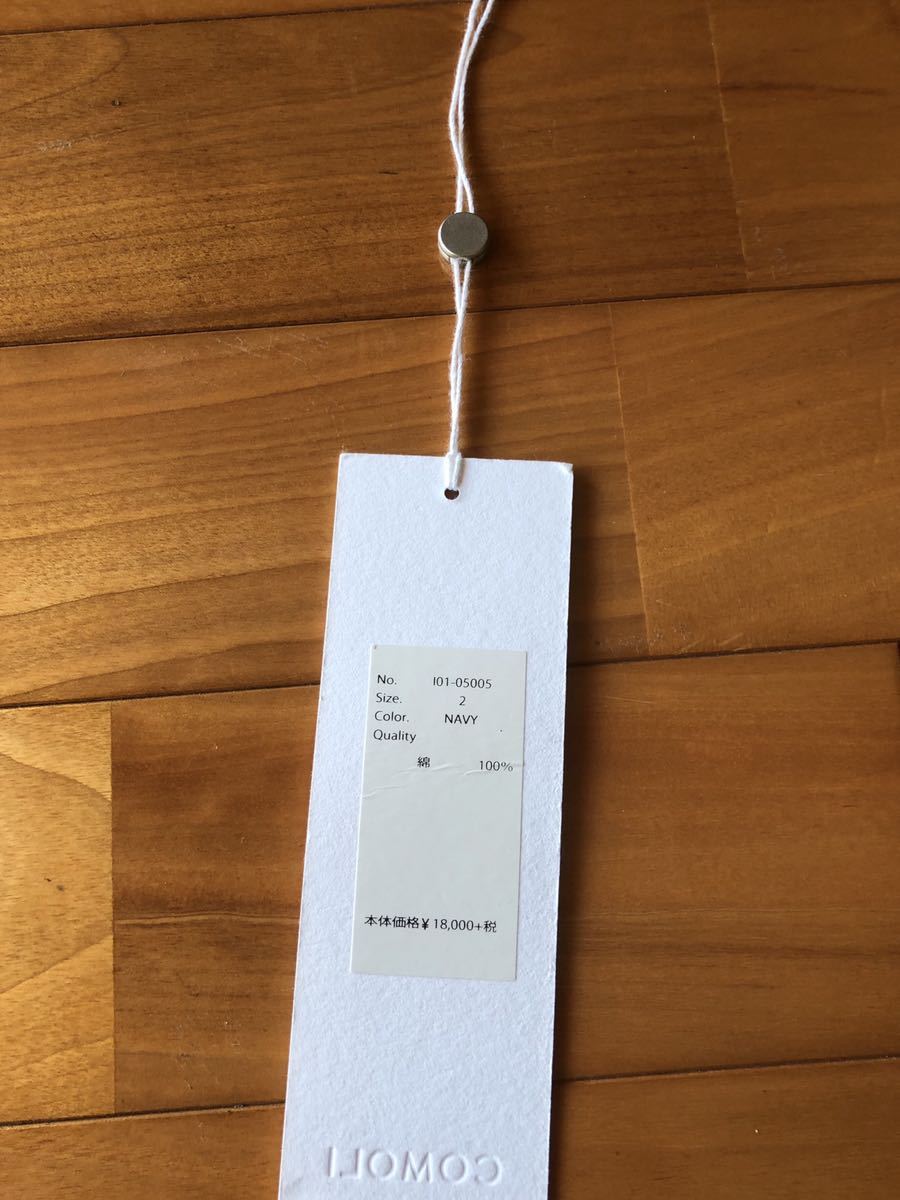 No. I01-05005
Size. 2
Color. NAVY
Quality
綿 100%
本体価格¥18,000+税
COMOLI